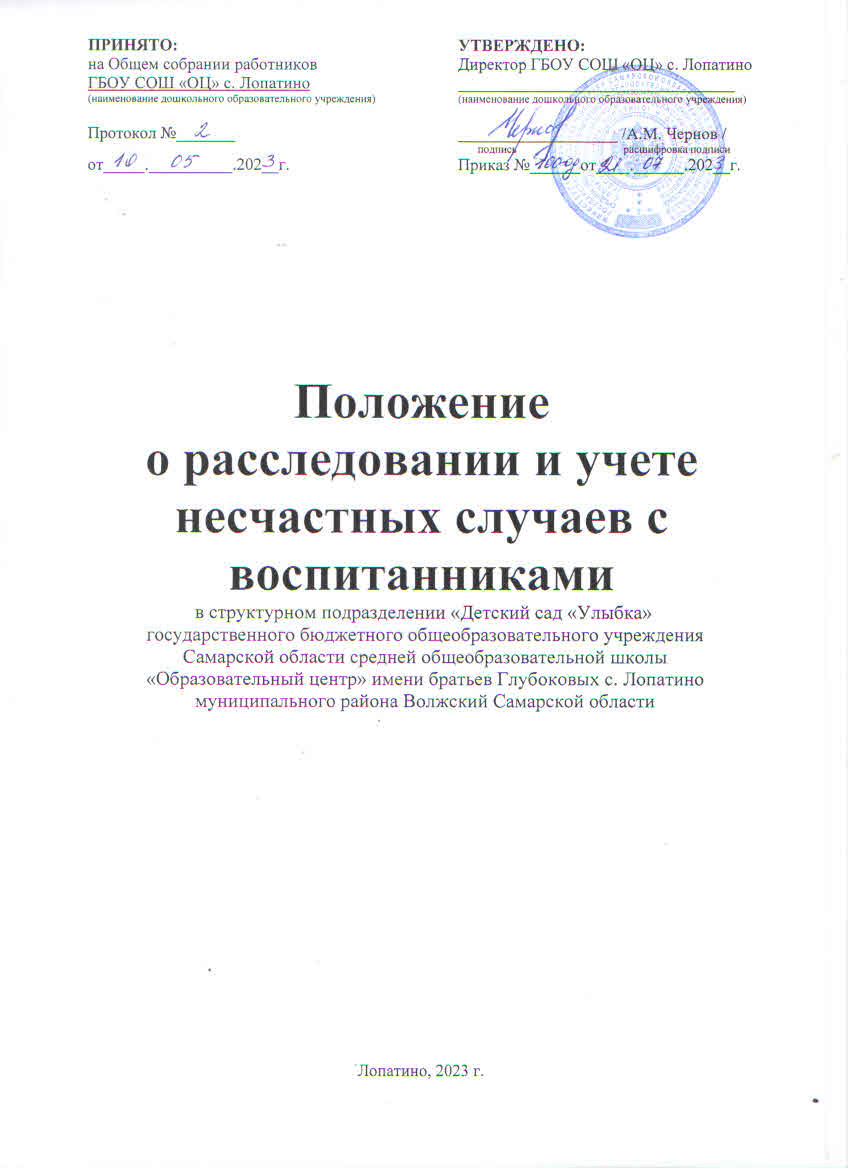 ПРИНЯТО:
на Общем собрании работников
ГБОУ СОШ «ОЦ» с. Лопатино
(наименование дошкольного образовательного учреждения)
Протокол № 2
от 10 . 05 .2023 г.
УТВЕРЖДЕНО:
Директор ГБОУ СОШ «ОЦ» с. Лопатино
(наименование дошкольного образовательного учреждения)
/А.М. Чернов /
подпись расшифровка подписи
Приказ № от 21 . 07 .2023 г.
Положение
о расследовании и учете
несчастных случаев с
воспитанниками
в структурном подразделении «Детский сад «Улыбка»
государственного бюджетного общеобразовательного учреждения
Самарской области средней общеобразовательной школы
«Образовательный центр» имени братьев Глубоковых с. Лопатино
муниципального района Волжский Самарской области
Лопатино, 2023 г.